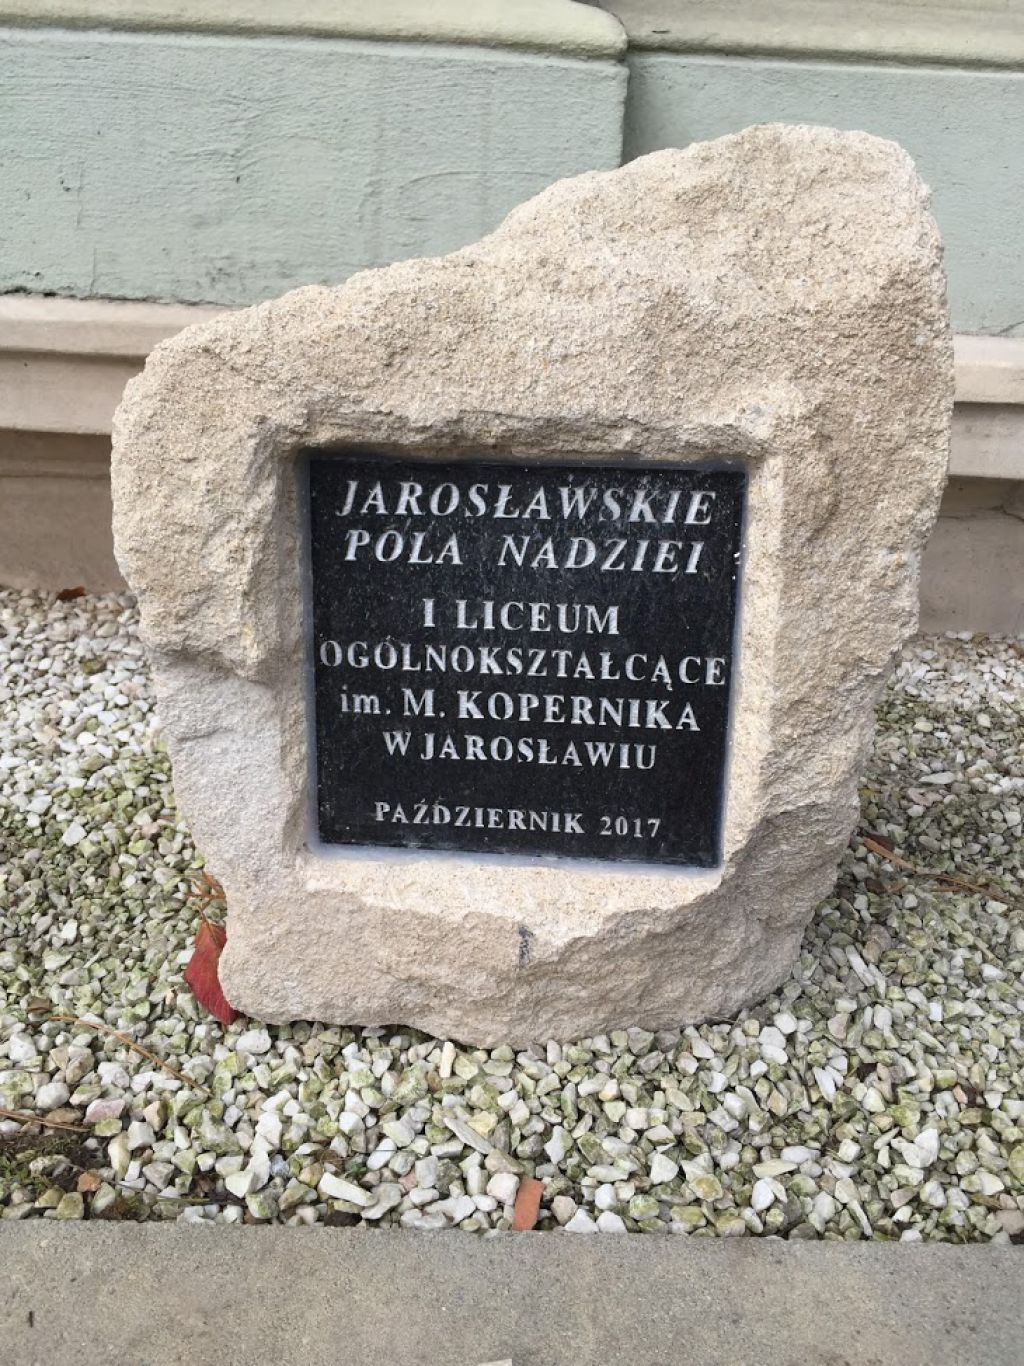 JAROSŁAWSKIE
POLA NADZIEI
I LICEUM
OGÓLNOKSZTAŁCĄCE
im. M. KOPERNIKA
W JAROSŁAWIU
PAŹDZIERNIK 2017